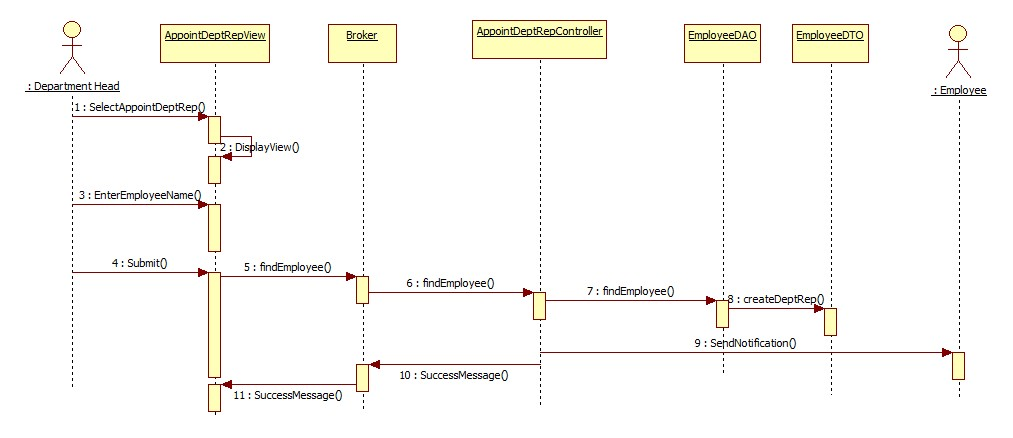 AppointDeptRepView
Broker
AppointDeptRepController
EmployeeDAO
EmployeeDTO
: Department Head
: Employee
1 : SelectAppointDeptRep()
2 : DisplayView()
3 : EnterEmployeeName()
4 : Submit()
5 : findEmployee()
6 : findEmployee()
7 : findEmployee()
8 : createDeptRep()
9 : SendNotification()
10 : SuccessMessage()
11 : SuccessMessage()